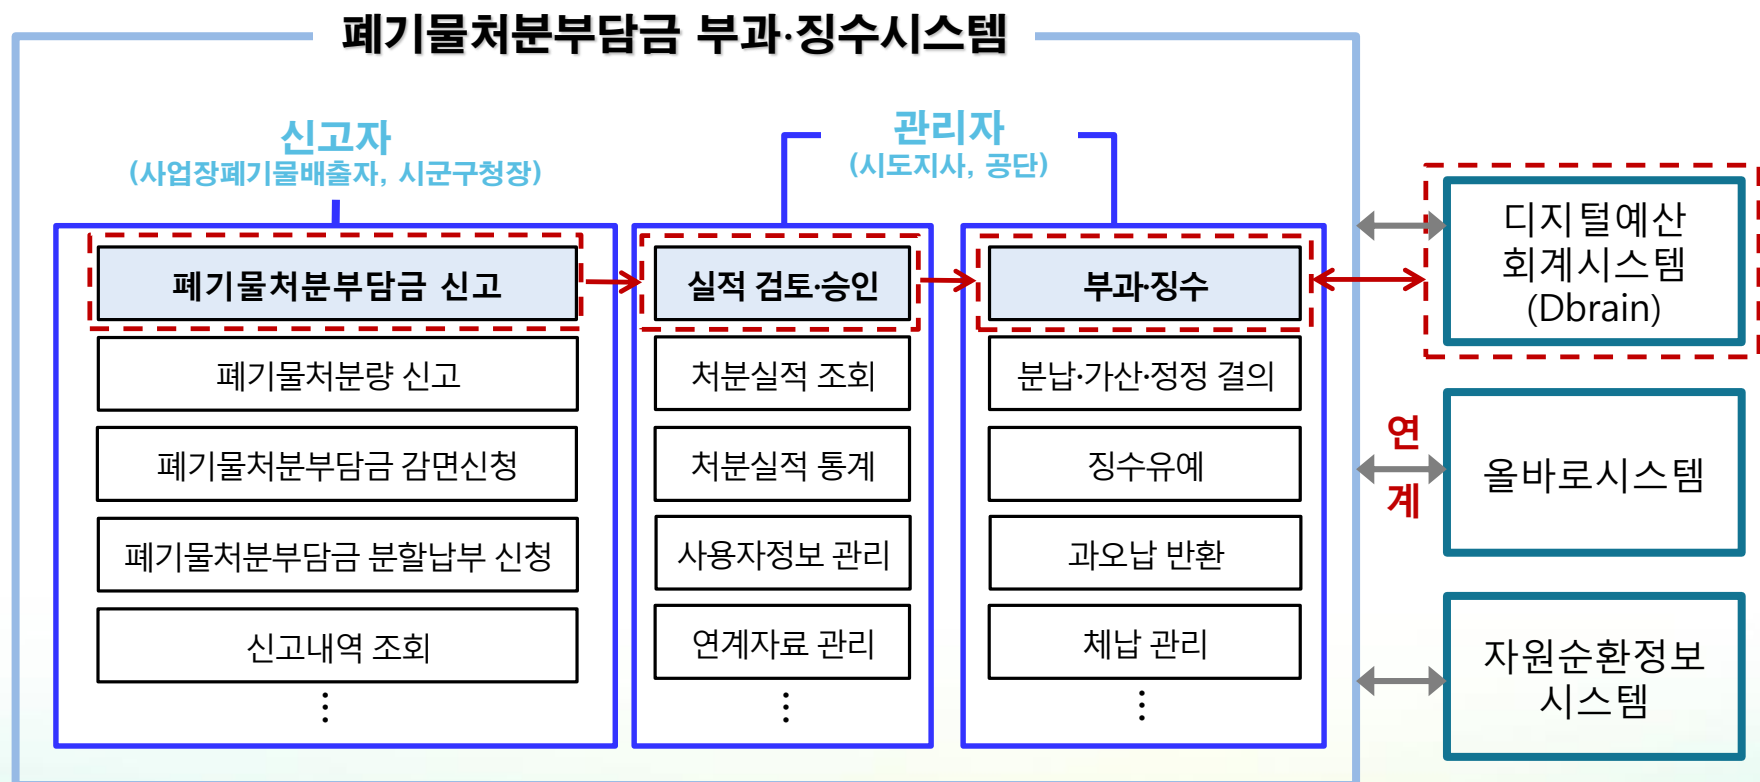 폐기물처분부담금 부과·징수시스템
신고자
(사업장폐기물배출자, 시군구청장)
관리자
(시도지사, 공단)
폐기물처분부담금 신고
폐기물처분량 신고
폐기물처분부담금 감면신청
폐기물처분부담금 분할납부 신청
신고내역 조회
⋮
실적 검토·승인
처분실적 조회
처분실적 통계
사용자정보 관리
연계자료 관리
⋮
부과·징수
분납·가산·정정 결의
징수유예
과오납 반환
체납 관리
⋮
연
계
디지털예산
회계시스템
(Dbrain)
올바로시스템
자원순환정보
시스템